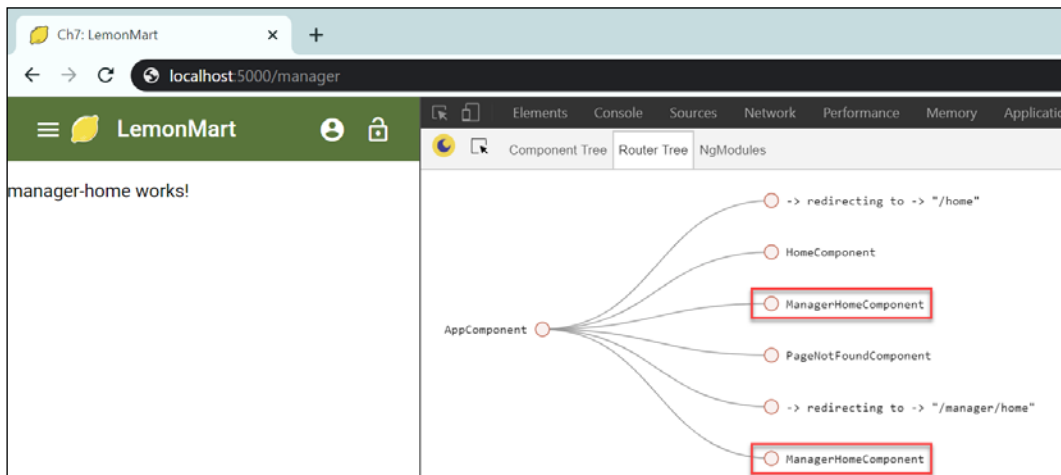 Ch7: LemonMart
localhost:5000/manager
LemonMart
Elements Console Sources Network Performance Memory Applicatio
Component Tree Router Tree NgModules
manager-home works!
-> redirecting to -> "/home"
HomeComponent
ManagerHomeComponent
AppComponent
PageNotFoundComponent
-> redirecting to -> "/manager/home"
ManagerHomeComponent